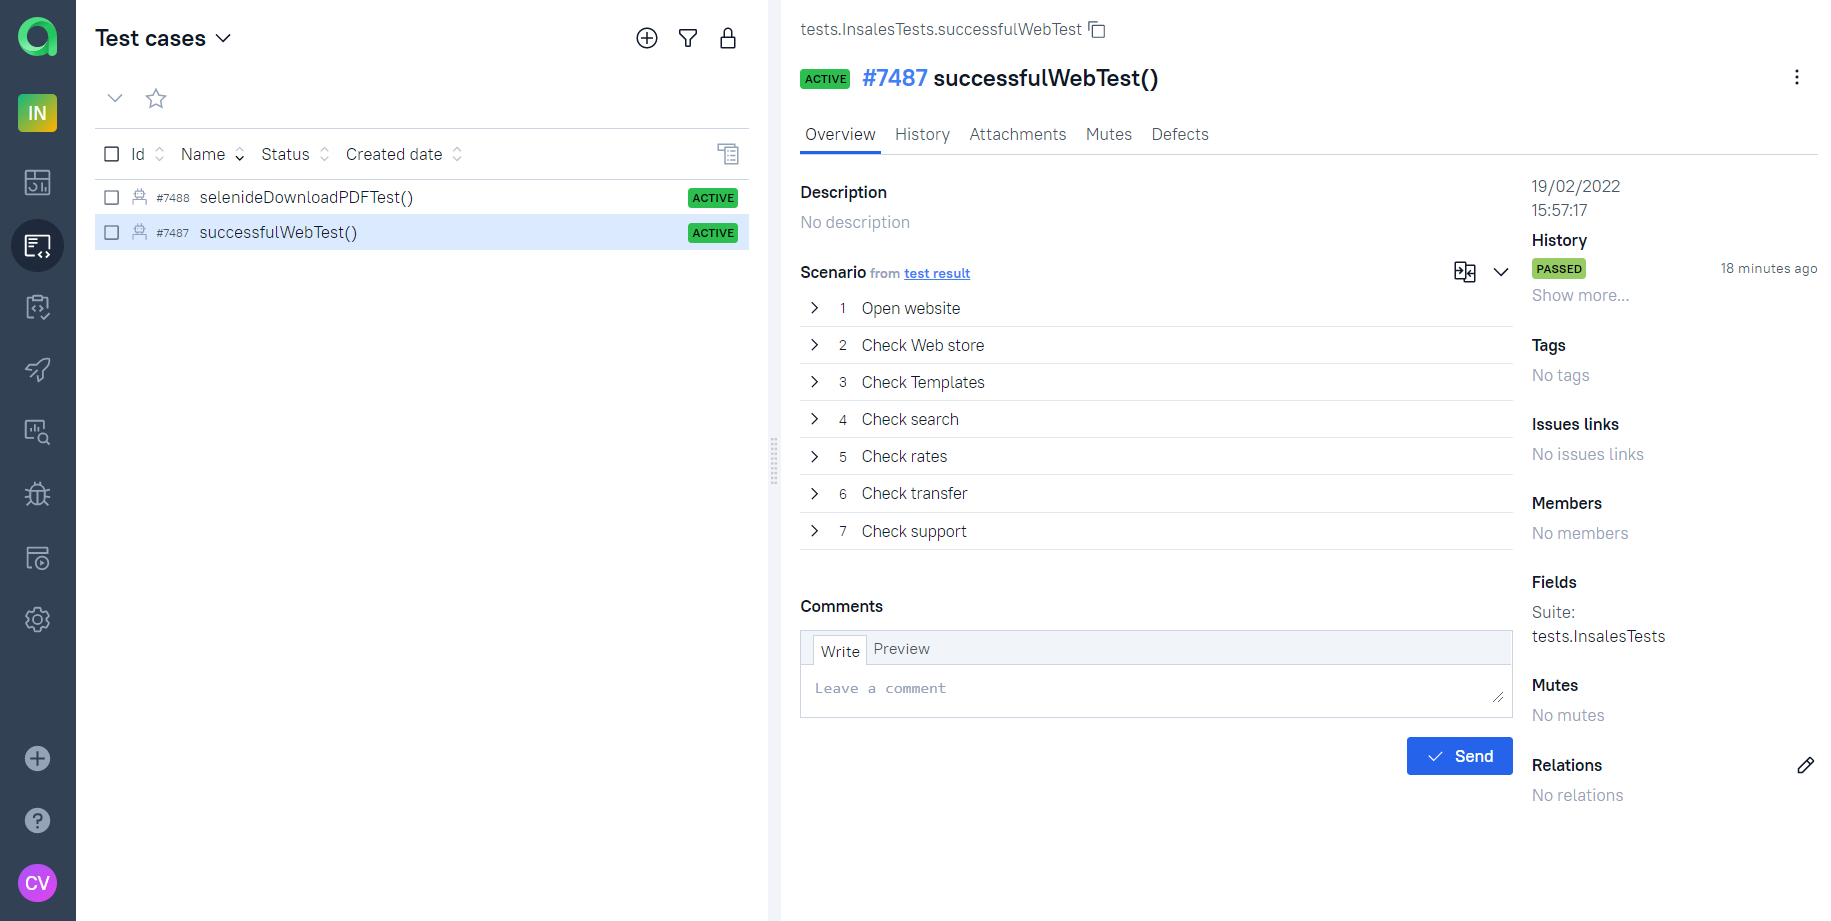 IN
CV
Test cases
Id Name Status Created date
#7488 selenideDownloadPDFTest() ACTIVE
#7487 successfulWebTest() ACTIVE
tests.InsalesTests.successfulWebTest
ACTIVE #7487 successfulWebTest()
Overview History Attachments Mutes Defects
Description
No description
Scenario from test result
1 Open website
2 Check Web store
3 Check Templates
4 Check search
5 Check rates
6 Check transfer
7 Check support
Comments
Write Preview
Leave a comment
Send
19/02/2022
15:57:17
History
PASSED 18 minutes ago
Show more...
Tags
No tags
Issues links
No issues links
Members
No members
Fields
Suite:
tests.InsalesTests
Mutes
No mutes
Relations
No relations